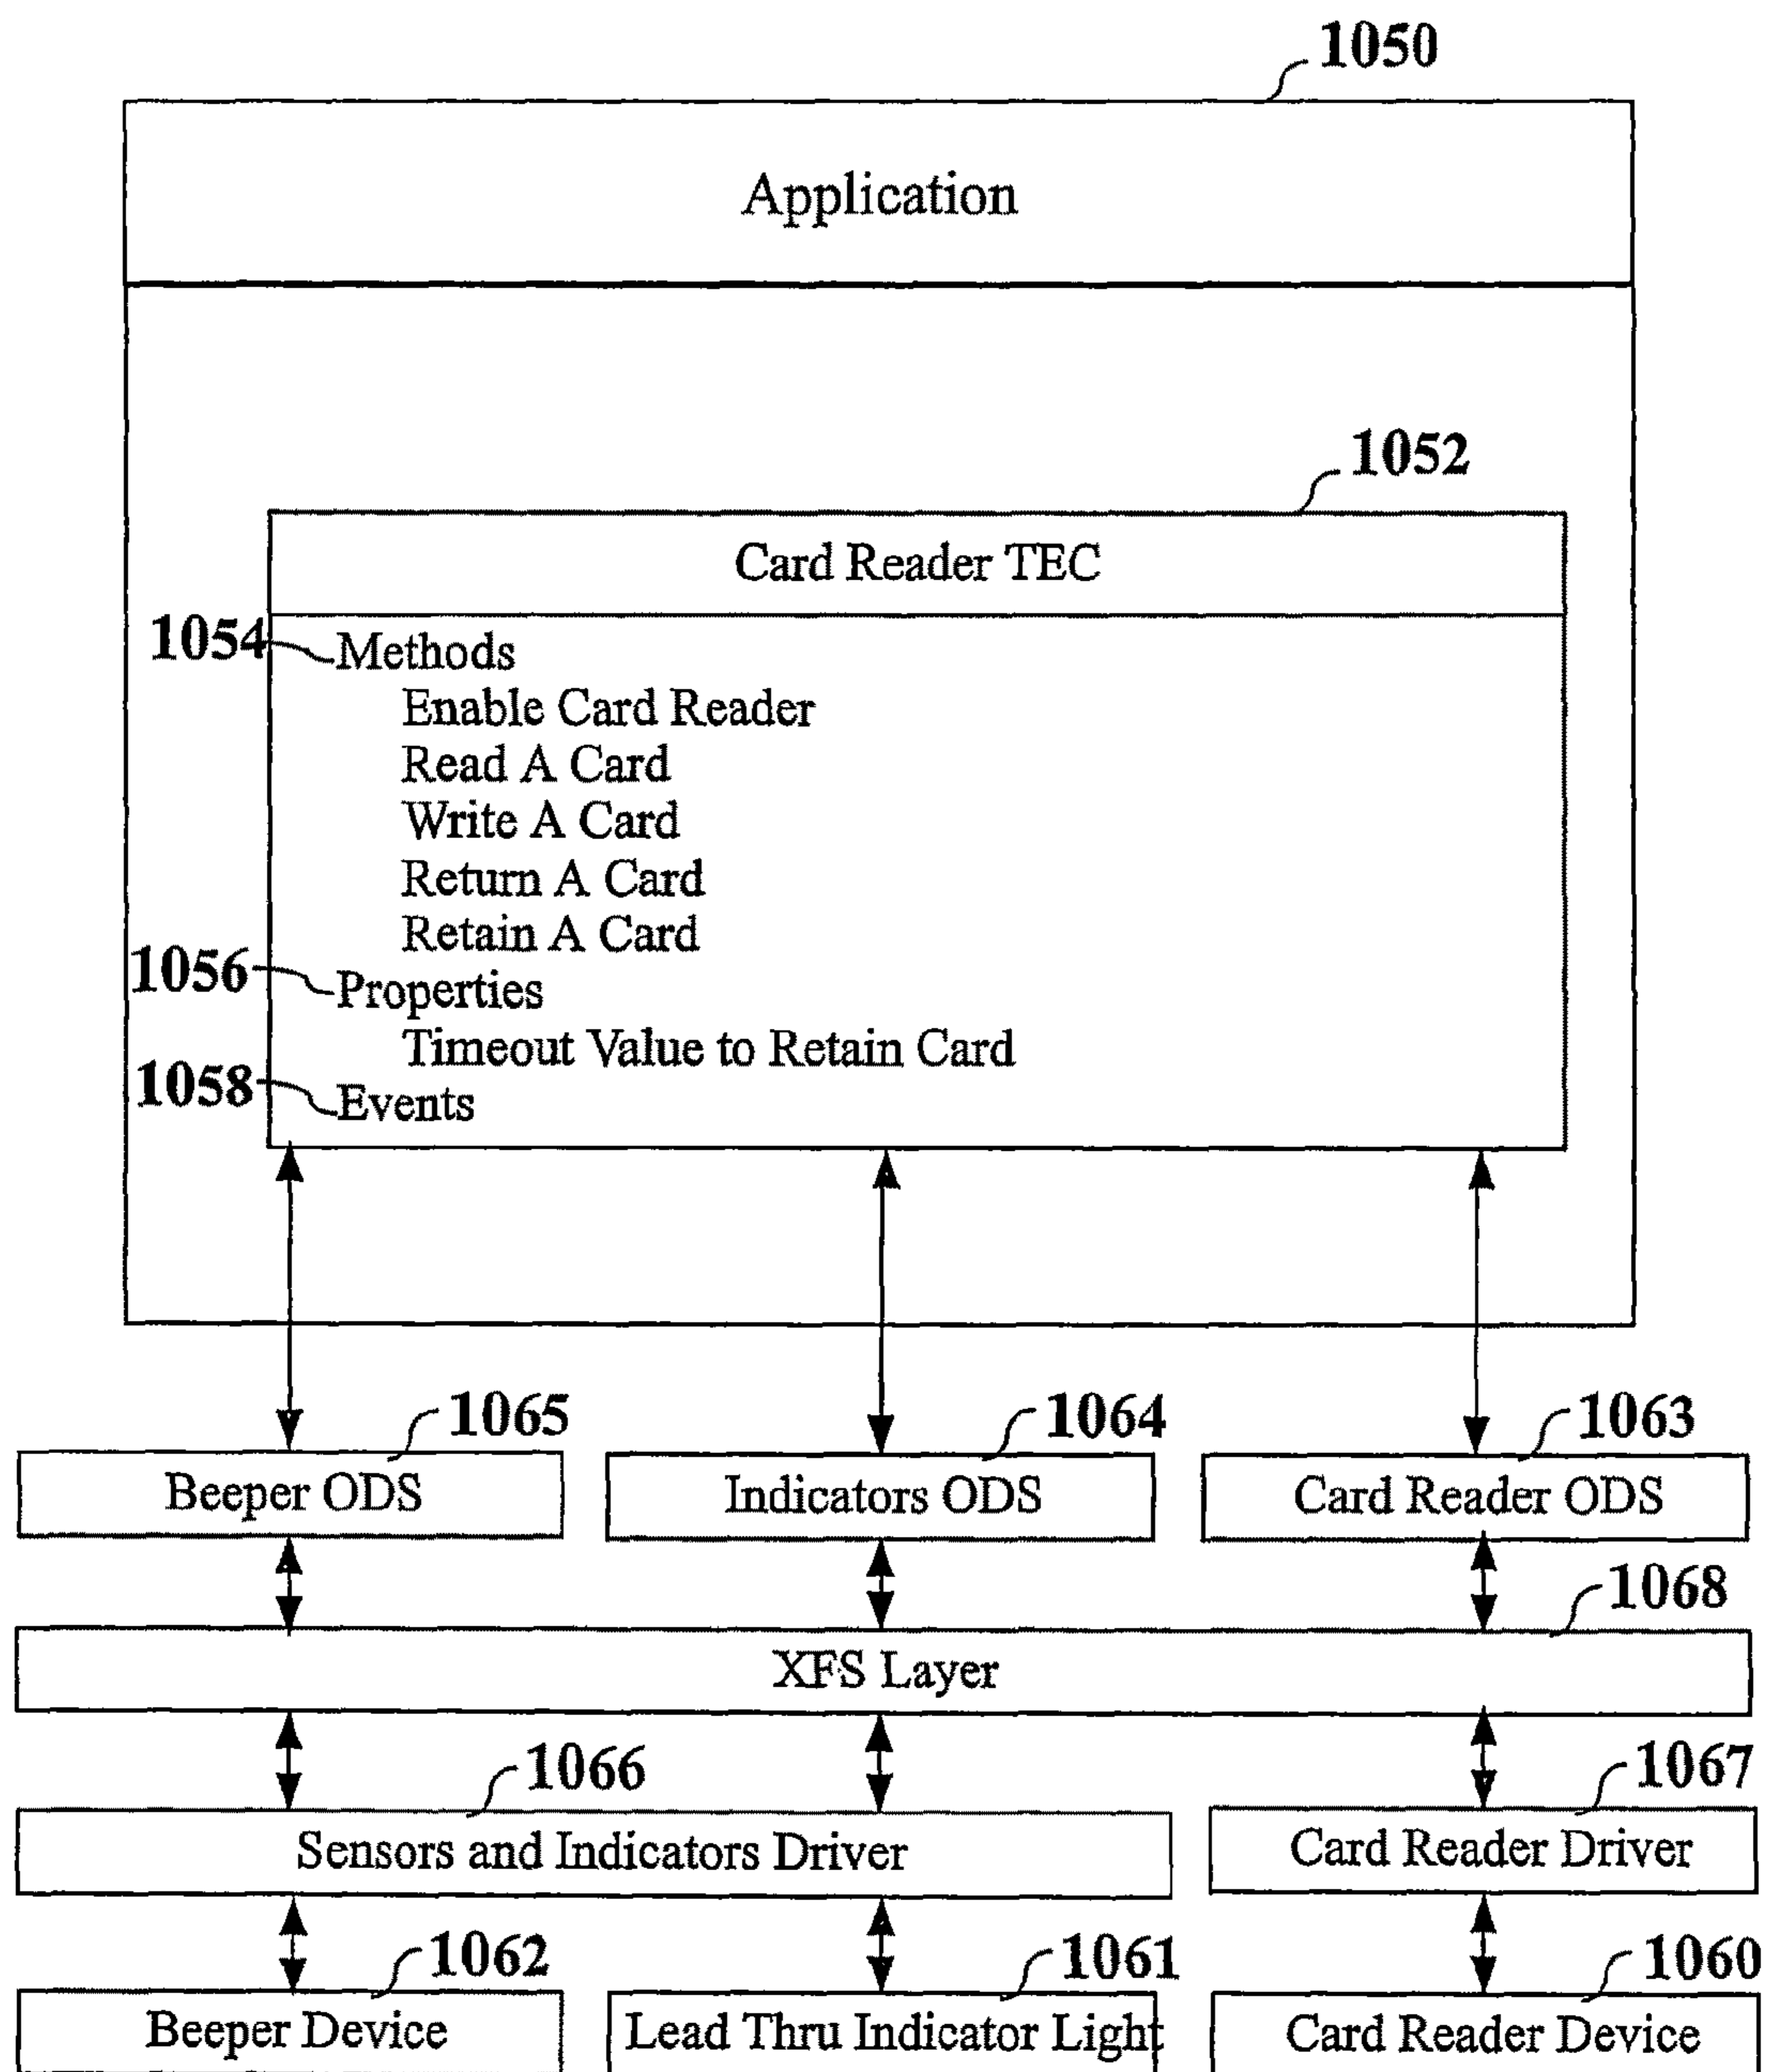 1050
Application
1052
Card Reader TEC
1054 Methods
Enable Card Reader
Read A Card
Write A Card
Return A Card
Retain A Card
1056 Properties
Timeout Value to Retain Card
1058 Events
1065 1064 1063
Beeper ODS Indicators ODS Card Reader ODS
1068
XFS Layer
1066 1067
Sensors and Indicators Driver Card Reader Driver
1062 1061 1060
Beeper Device Lead Thru Indicator Light Card Reader Device